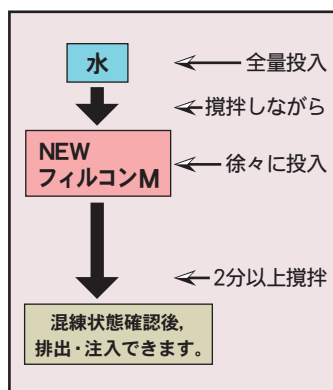 水
全量投入
撹拌しながら
NEW
フィルコンM
徐々に投入
2分以上撹拌
混練状態確認後,
排出・注入できます。